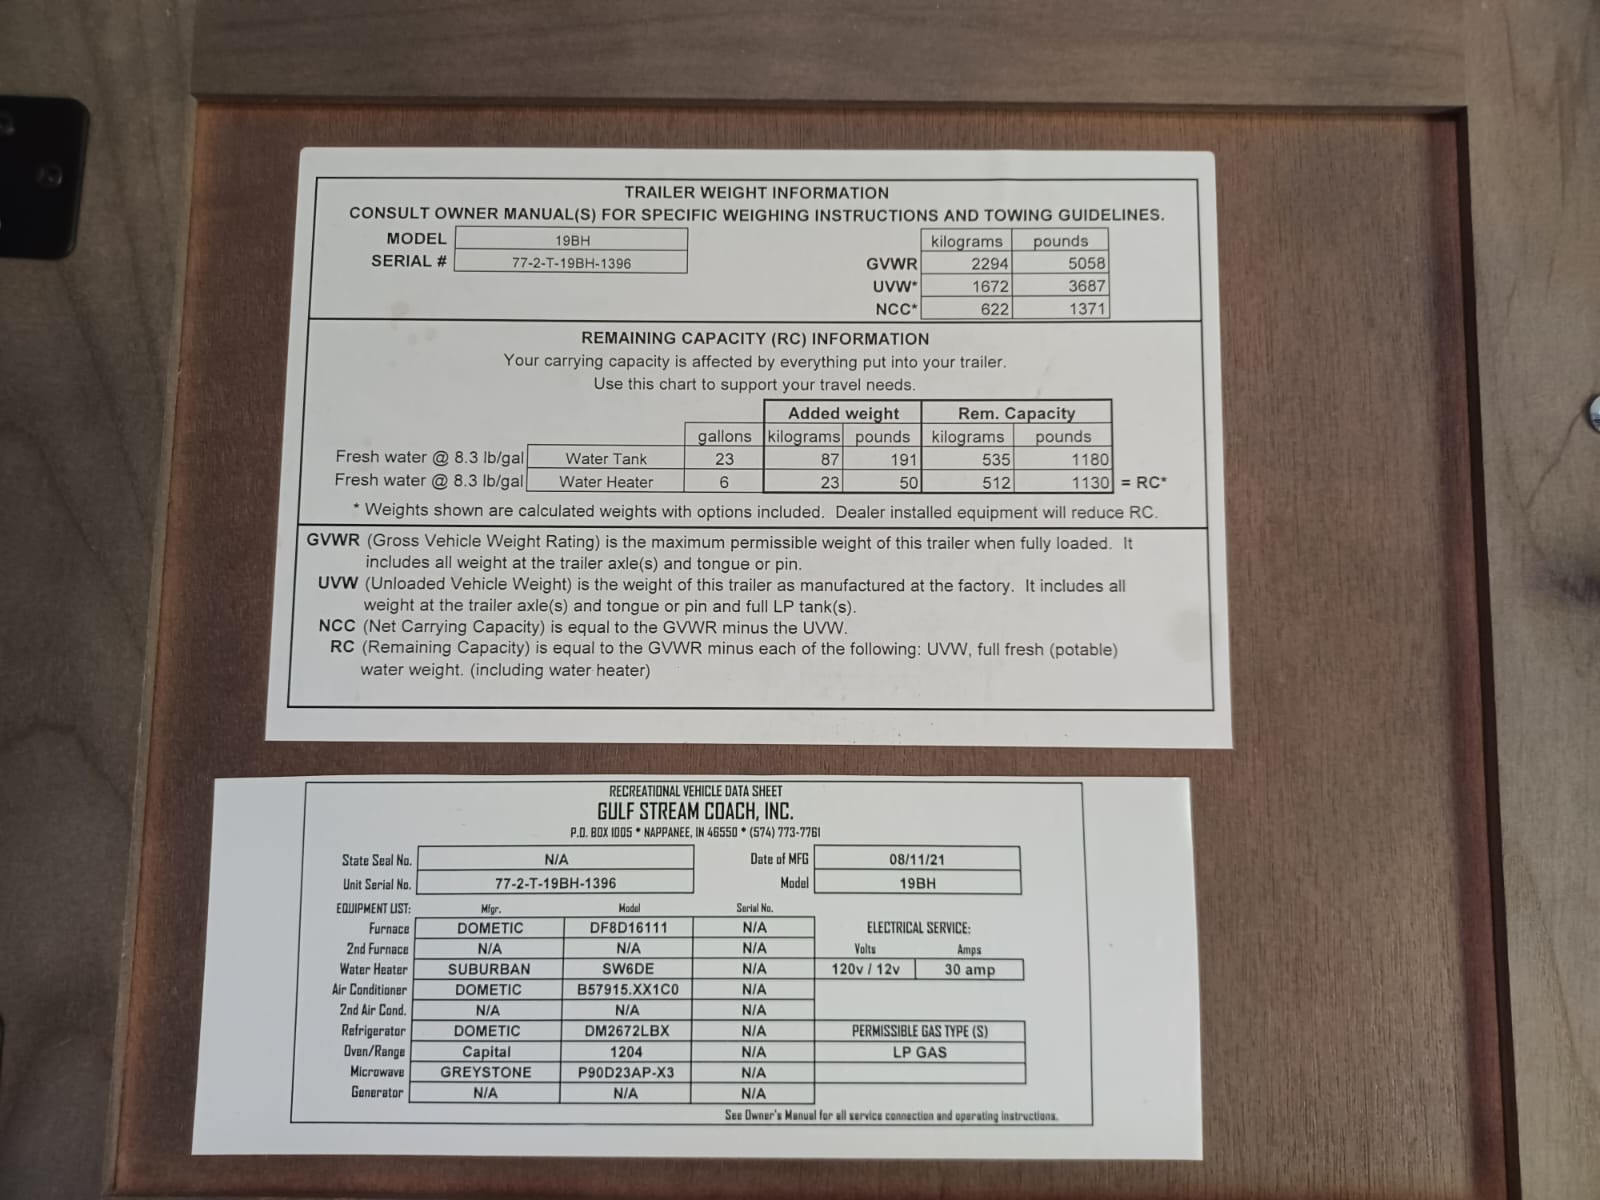 TRAILER WEIGHT INFORMATION
CONSULT OWNER MANUAL(S) FOR SPECIFIC WEIGHING INSTRUCTIONS AND TOWING GUIDELINES.
MODEL 19BH kilograms pounds
SERIAL # 77-2-T-19BH-1396 GVWR 2294 5058
UVW* 1672 3687
NCC* 622 1371
REMAINING CAPACITY (RC) INFORMATION
Your carrying capacity is affected by everything put into your trailer.
Use this chart to support your travel needs.
Added weight Rem. Capacity
gallons kilograms pounds kilograms pounds
Fresh water @ 8.3 lb/gal Water Tank 23 87 191 535 1180
Fresh water @ 8.3 lb/gal Water Heater 6 23 50 512 1130 = RC*
* Weights shown are calculated weights with options included. Dealer installed equipment will reduce RC.
GVWR (Gross Vehicle Weight Rating) is the maximum permissible weight of this trailer when fully loaded. It
includes all weight at the trailer axle(s) and tongue or pin.
UVW (Unloaded Vehicle Weight) is the weight of this trailer as manufactured at the factory. It includes all
weight at the trailer axle(s) and tongue or pin and full LP tank(s).
NCC (Net Carrying Capacity) is equal to the GVWR minus the UVW.
RC (Remaining Capacity) is equal to the GVWR minus each of the following: UVW, full fresh (potable)
water weight. (including water heater)
RECREATIONAL VEHICLE DATA SHEET
GULF STREAM COACH, INC.
P.O. BOX 1005 * NAPPANEE, IN 46550 * (574) 773-7761
State Seal No. N/A Date of MFG 08/11/21
Unit Serial No. 77-2-T-19BH-1396 Model 19BH
EQUIPMENT LIST: Mfgr. Model Serial No.
Furnace DOMETIC DF8D16111 N/A ELECTRICAL SERVICE:
2nd Furnace N/A N/A N/A Volts Amps
Water Heater SUBURBAN SW6DE N/A 120v / 12v 30 amp
Air Conditioner DOMETIC B57915.XX1C0 N/A
2nd Air Cond. N/A N/A N/A
Refrigerator DOMETIC DM2672LBX N/A PERMISSIBLE GAS TYPE (S)
Oven/Range Capital 1204 N/A LP GAS
Microwave GREYSTONE P90D23AP-X3 N/A
Generator N/A N/A N/A
See Owner's Manual for all service connection and operating instructions.